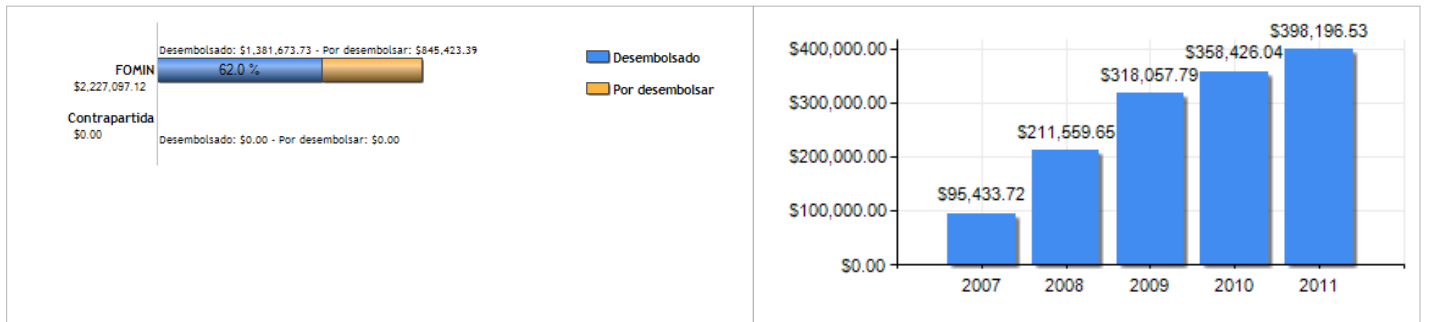 Desembolsado: $1,381,673.73 - Por desembolsar: $845,423.39
FOMIN
62.0 %
$2,227,097.12
Contrapartida
$0.00
Desembolsado: $0.00 - Por desembolsar: $0.00
Desembolsado
Por desembolsar
$400,000.00
$300,000.00
$200,000.00
$100,000.00
$0.00
$95,433.72
$211,559.65
$318,057.79
$358,426.04
$398,196.53
2007 2008 2009 2010 2011